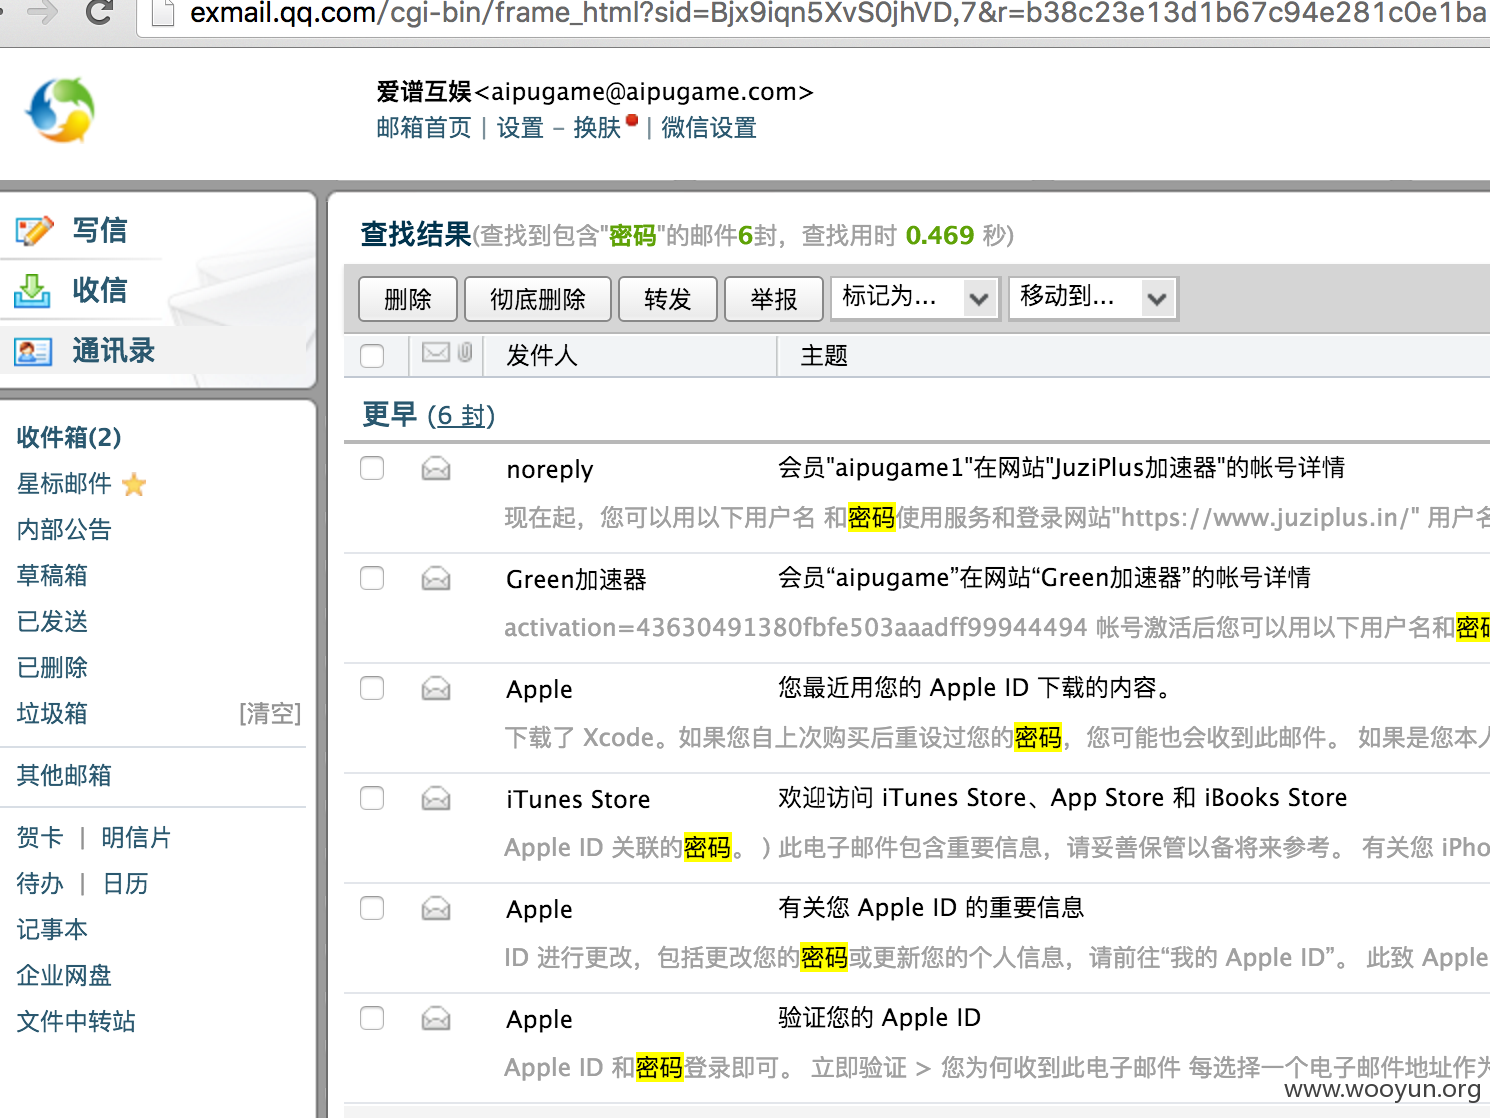 exmail.qq.com/cgi-bin/frame_html?sid=Bjx9iqn5XvS0jhVD,7&r=b38c23e13d1b67c94e281c0e1ba
爱谱互娱<aipugame@aipugame.com>
邮箱首页 | 设置 - 换肤 | 微信设置
写信
收信
通讯录
收件箱(2)
星标邮件
内部公告
草稿箱
已发送
已删除
垃圾箱 [清空]
其他邮箱
贺卡 | 明信片
待办 | 日历
记事本
企业网盘
文件中转站
查找结果(查找到包含"密码"的邮件6封，查找用时 0.469 秒)
删除 彻底删除 转发 举报 标记为... 移动到...
发件人 主题
更早 (6 封)
noreply 会员"aipugame1"在网站"JuziPlus加速器"的帐号详情
现在起，您可以用以下用户名 和密码使用服务和登录网站"https://www.juziplus.in/" 用户名
Green加速器 会员“aipugame”在网站“Green加速器”的帐号详情
activation=43630491380fbfe503aaadff99944494 帐号激活后您可以用以下用户名和密码
Apple 您最近用您的 Apple ID 下载的内容。
下载了 Xcode。如果您自上次购买后重设过您的密码，您可能也会收到此邮件。 如果是您本人
iTunes Store 欢迎访问 iTunes Store、App Store 和 iBooks Store
Apple ID 关联的密码。 ) 此电子邮件包含重要信息，请妥善保管以备将来参考。 有关您 iPho
Apple 有关您 Apple ID 的重要信息
ID 进行更改，包括更改您的密码或更新您的个人信息，请前往“我的 Apple ID”。 此致 Apple
Apple 验证您的 Apple ID
Apple ID 和密码登录即可。 立即验证 > 您为何收到此电子邮件 每选择一个电子邮件地址作为
www.wooyun.org